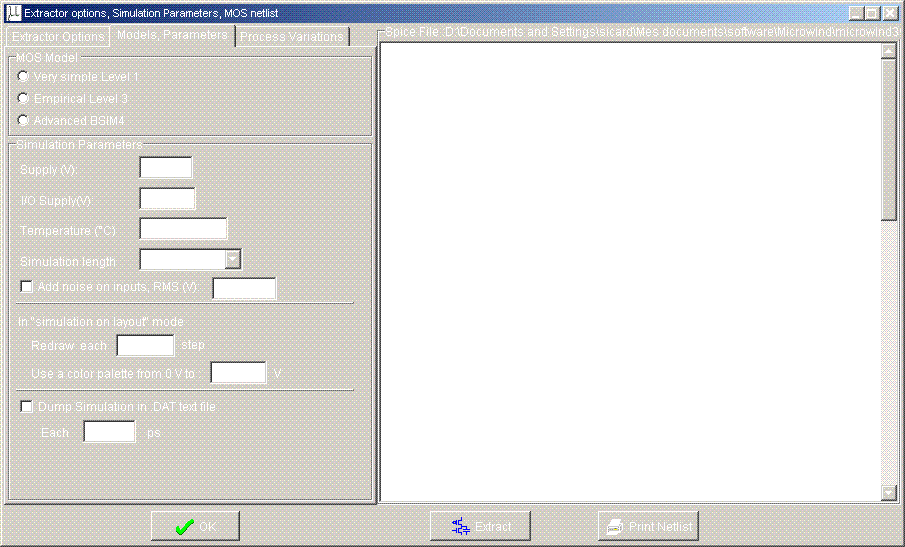 Extractor options, Simulation Parameters, MOS netlist
Extractor Options
Models, Parameters
Process Variations
MOS Model
Very simple Level 1
Empirical Level 3
Advanced BSIM4
Simulation Parameters
Supply (V):
I/O Supply(V)
Temperature (°C)
Simulation length
Add noise on inputs, RMS (V)
In "simulation on layout" mode
Redraw each step
Use a color palette from 0 V to : V
Dump Simulation in .DAT text file
Each ps
Spice File :D:\Documents and Settings\sicard\Mes documents\software\Microwind\microwind3
OK
Extract
Print Netlist